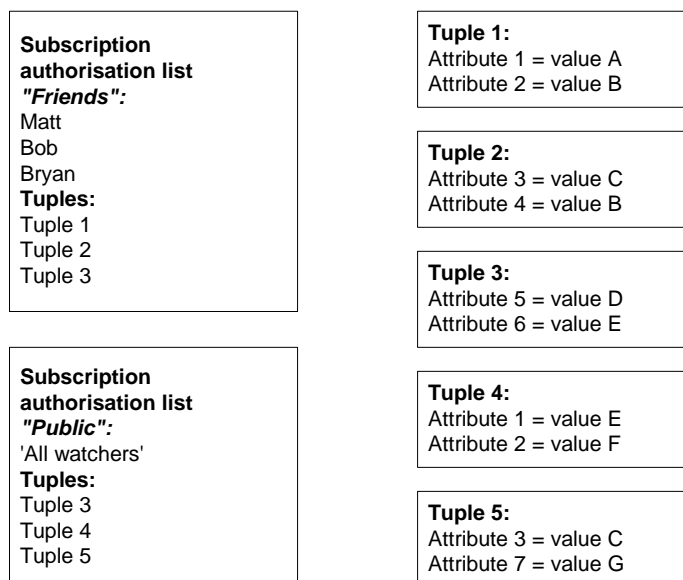 Subscription
authorisation list
"Friends":
Matt
Bob
Bryan
Tuples:
Tuple 1
Tuple 2
Tuple 3
Subscription
authorisation list
"Public":
'All watchers'
Tuples:
Tuple 3
Tuple 4
Tuple 5
Tuple 1:
Attribute 1 = value A
Attribute 2 = value B
Tuple 2:
Attribute 3 = value C
Attribute 4 = value B
Tuple 3:
Attribute 5 = value D
Attribute 6 = value E
Tuple 4:
Attribute 1 = value E
Attribute 2 = value F
Tuple 5:
Attribute 3 = value C
Attribute 7 = value G